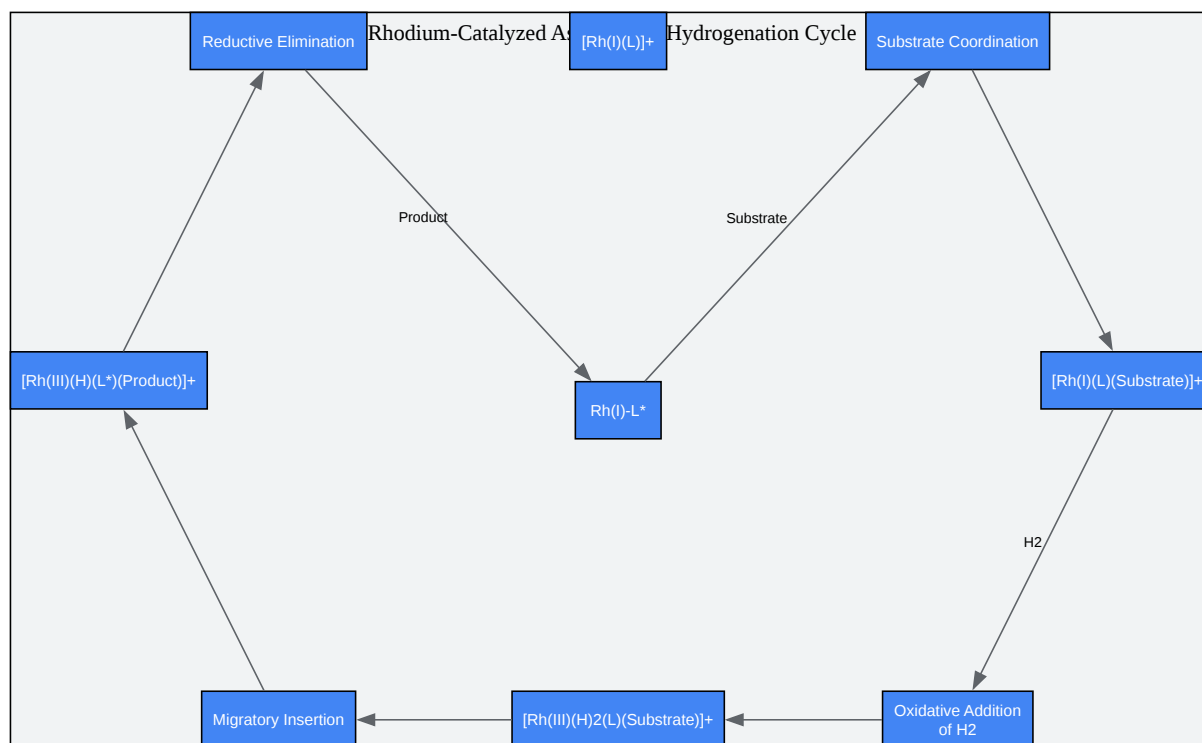 Rhodium-Catalyzed As
Hydrogenation Cycle
Reductive Elimination
[Rh(I)(L)]+
Substrate Coordination
Product
Substrate
[Rh(III)(H)(L*)(Product)]+
Rh(I)-L*
[Rh(I)(L)(Substrate)]+
H2
Migratory Insertion
[Rh(III)(H)2(L)(Substrate)]+
Oxidative Addition
of H2